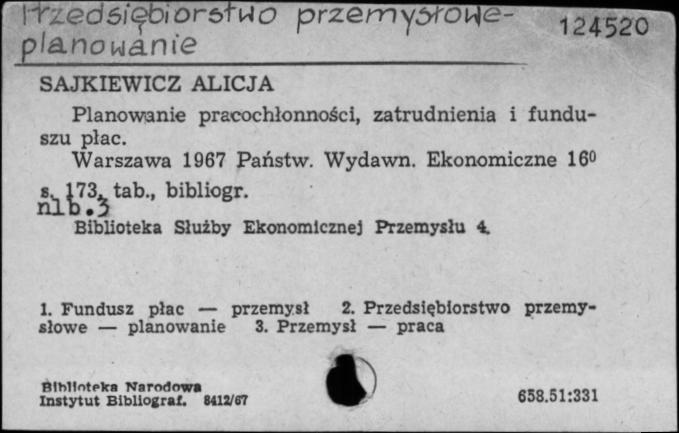 Przedsiębiorstwo przemysłowe-
planowanie
124520
SAJKIEWICZ ALICJA
Planowanie pracochłonności, zatrudnienia i fundu-
szu płac.
Warszawa 1967 Państw. Wydawn. Ekonomiczne 16⁰
s. 173, tab., bibliogr.
nlb.3
Biblioteka Służby Ekonomicznej Przemysłu 4.
1. Fundusz płac — przemysł 2. Przedsiębiorstwo przemy-
słowe — planowanie 3. Przemysł — praca
Biblioteka Narodowa
Instytut Bibliograf. 8412/67
658.51:331